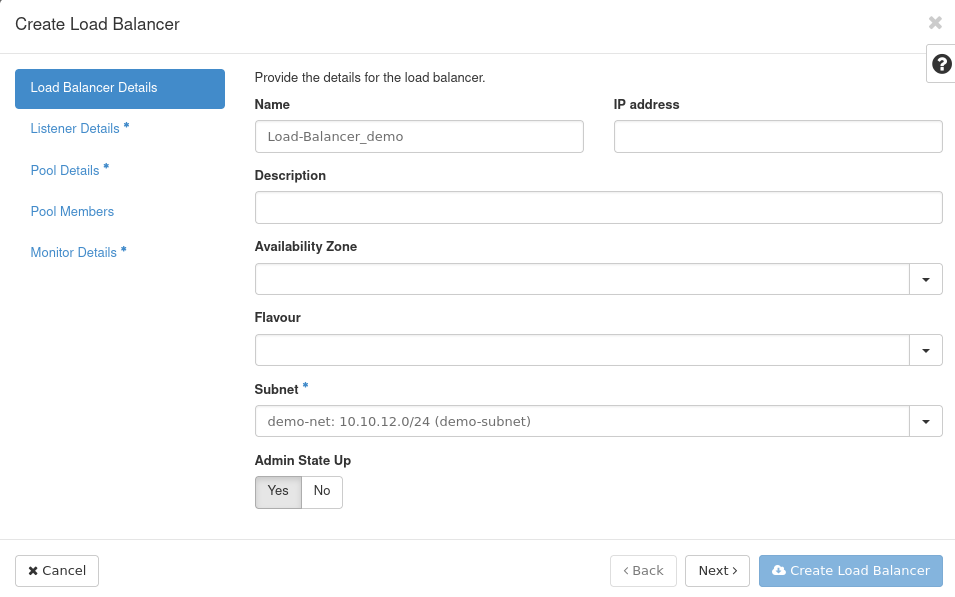 Create Load Balancer
Load Balancer Details
Listener Details *
Pool Details *
Pool Members
Monitor Details *
Provide the details for the load balancer.
Name
Load-Balancer_demo
IP address
Description
Availability Zone
Flavour
Subnet *
demo-net: 10.10.12.0/24 (demo-subnet)
Admin State Up
Yes No
✖ Cancel
‹ Back
Next ›
Create Load Balancer